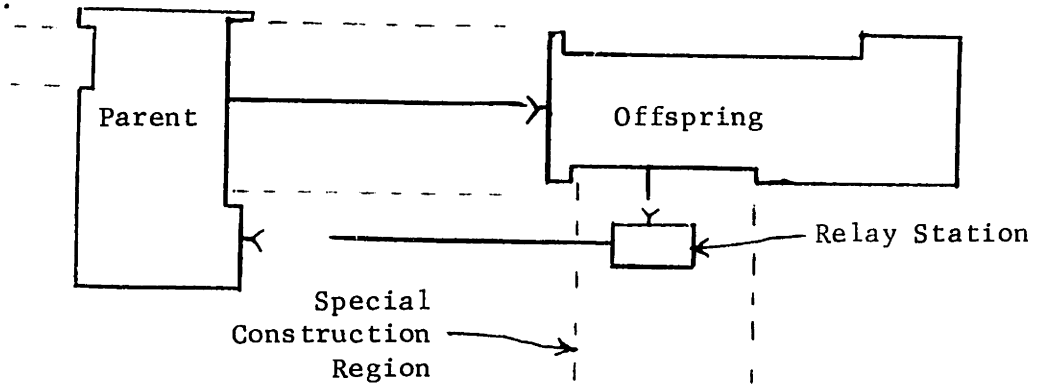 Parent
Offspring
Relay Station
Special
Construction
Region